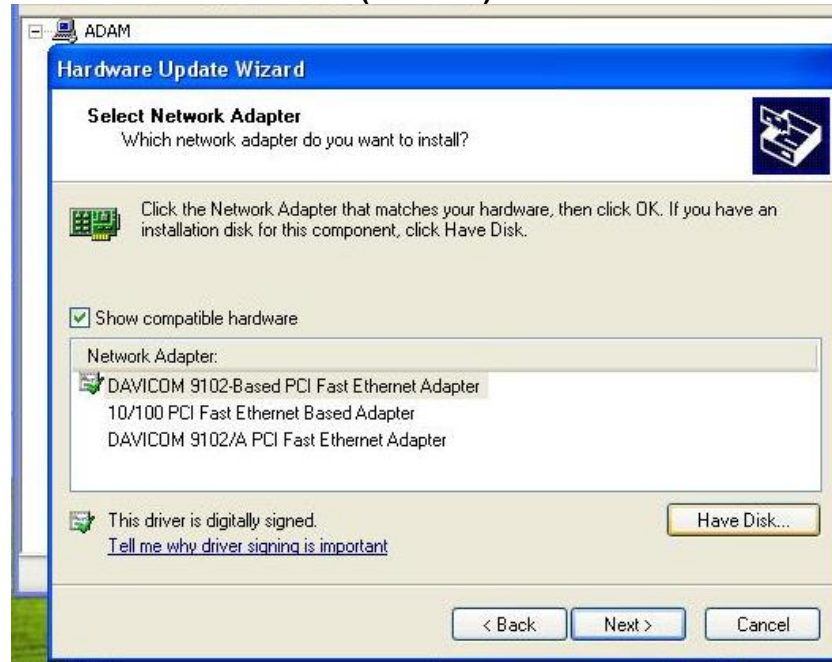 ADAM
Hardware Update Wizard
Select Network Adapter
Which network adapter do you want to install?
Click the Network Adapter that matches your hardware, then click OK. If you have an
installation disk for this component, click Have Disk.
Show compatible hardware
Network Adapter:
DAVICOM 9102-Based PCI Fast Ethernet Adapter
10/100 PCI Fast Ethernet Based Adapter
DAVICOM 9102/A PCI Fast Ethernet Adapter
This driver is digitally signed.
Have Disk...
Tell me why driver signing is important
< Back
Next >
Cancel